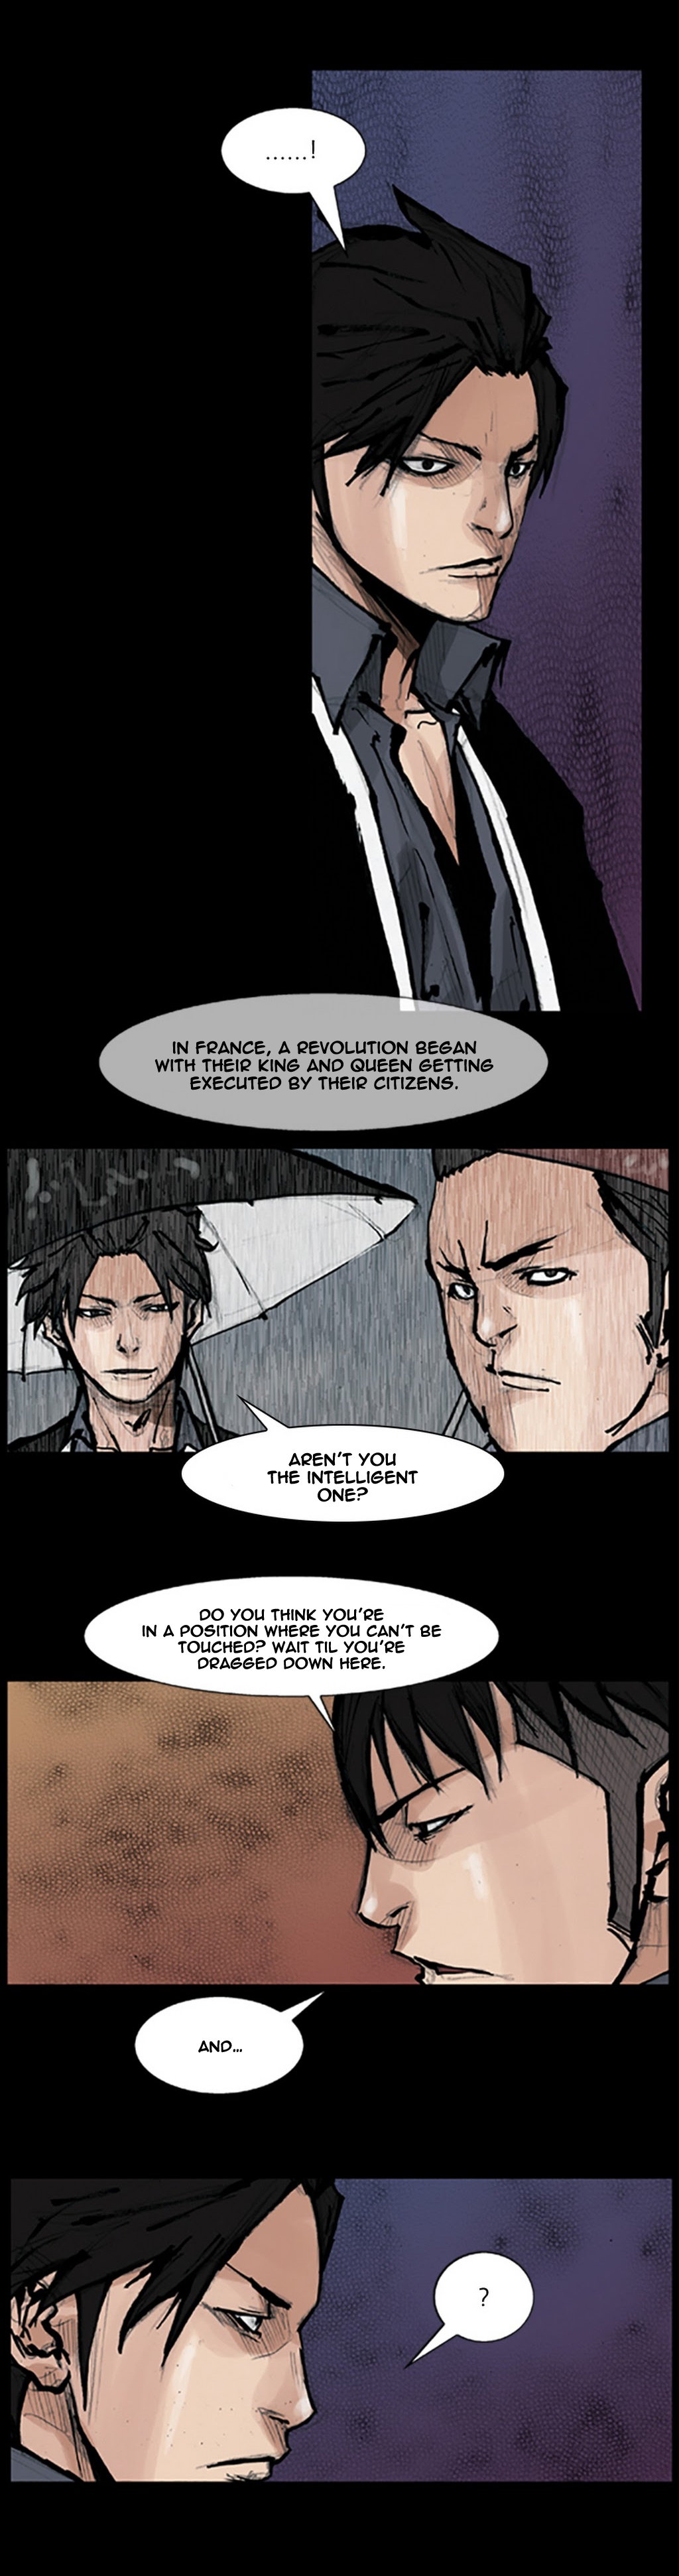 ......!
IN FRANCE, A REVOLUTION BEGAN
WITH THEIR KING AND QUEEN GETTING
EXECUTED BY THEIR CITIZENS.
AREN'T YOU
THE INTELLIGENT
ONE?
DO YOU THINK YOU'RE
IN A POSITION WHERE YOU CAN'T BE
TOUCHED? WAIT TIL YOU'RE
DRAGGED DOWN HERE.
AND...
?